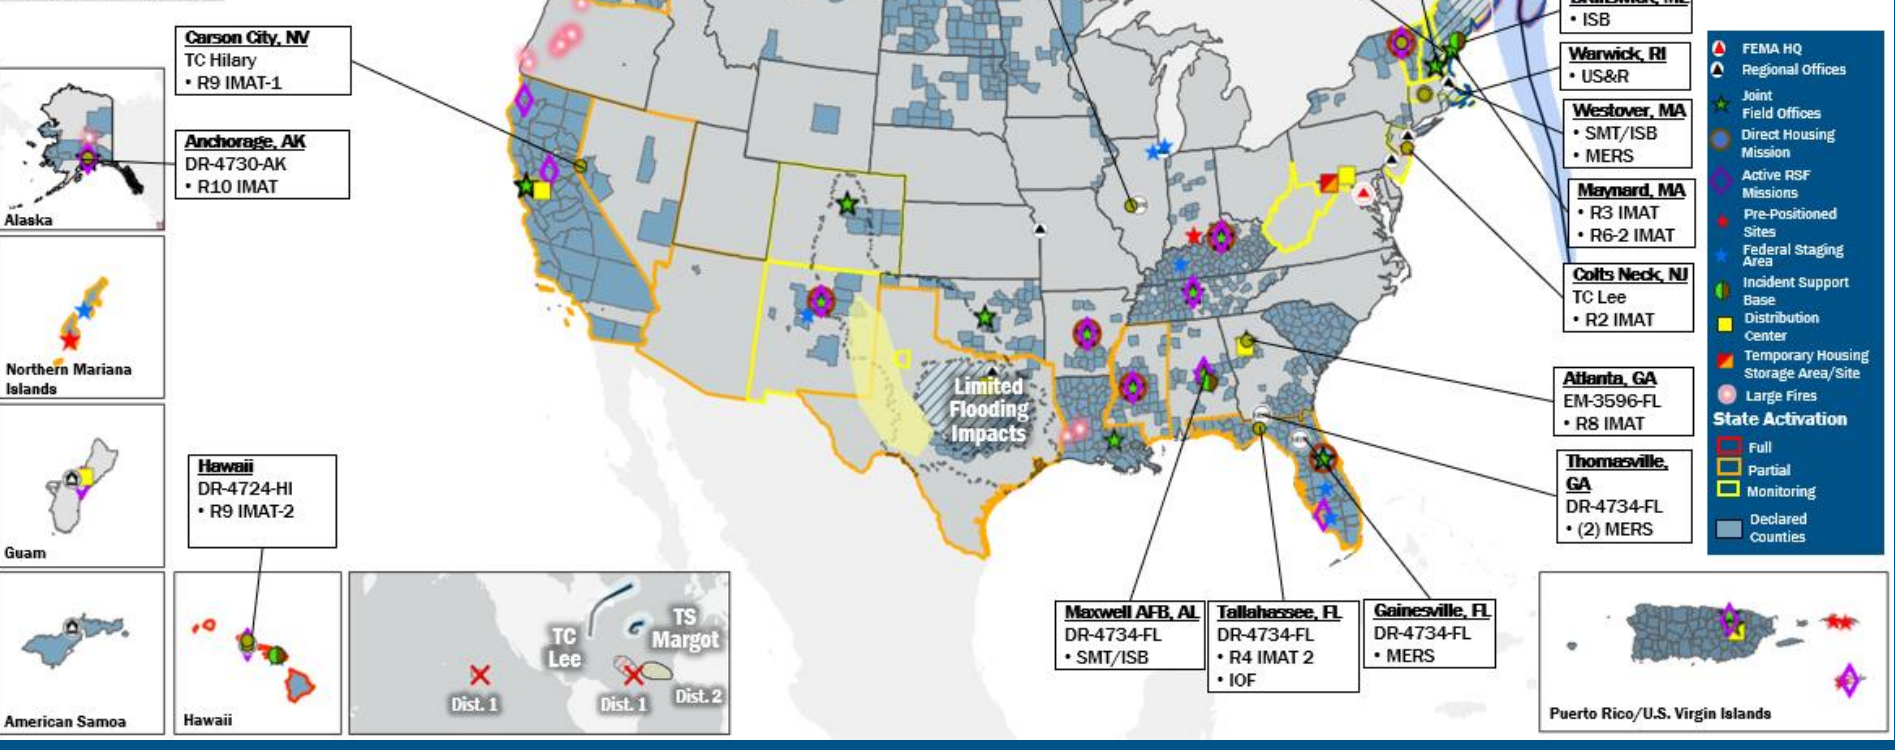 Carson City, NV
TC Hilary
• R9 IMAT-1
Anchorage, AK
DR-4730-AK
• R10 IMAT
Alaska
Northern Mariana
Islands
Guam
American Samoa
Hawaii
DR-4724-HI
• R9 IMAT-2
Hawaii
Dist. 1
TC
Lee
TS
Margot
Dist. 1
Dist. 2
Limited
Flooding
Impacts
• ISB
Warwick, RI
• US&R
Westover, MA
• SMT/ISB
• MERS
Maynard, MA
• R3 IMAT
• R6-2 IMAT
Colts Neck, NJ
TC Lee
• R2 IMAT
Atlanta, GA
EM-3596-FL
• R8 IMAT
Thomasville,
GA
DR-4734-FL
• (2) MERS
Maxwell AFB, AL
DR-4734-FL
• SMT/ISB
Tallahassee, FL
DR-4734-FL
• R4 IMAT 2
• IOF
Gainesville, FL
DR-4734-FL
• MERS
FEMA HQ
Regional Offices
Joint
Field Offices
Direct Housing
Mission
Active RSF
Missions
Pre-Positioned
Sites
Federal Staging
Area
Incident Support
Base
Distribution
Center
Temporary Housing
Storage Area/Site
Large Fires
State Activation
Full
Partial
Monitoring
Declared
Counties
Puerto Rico/U.S. Virgin Islands